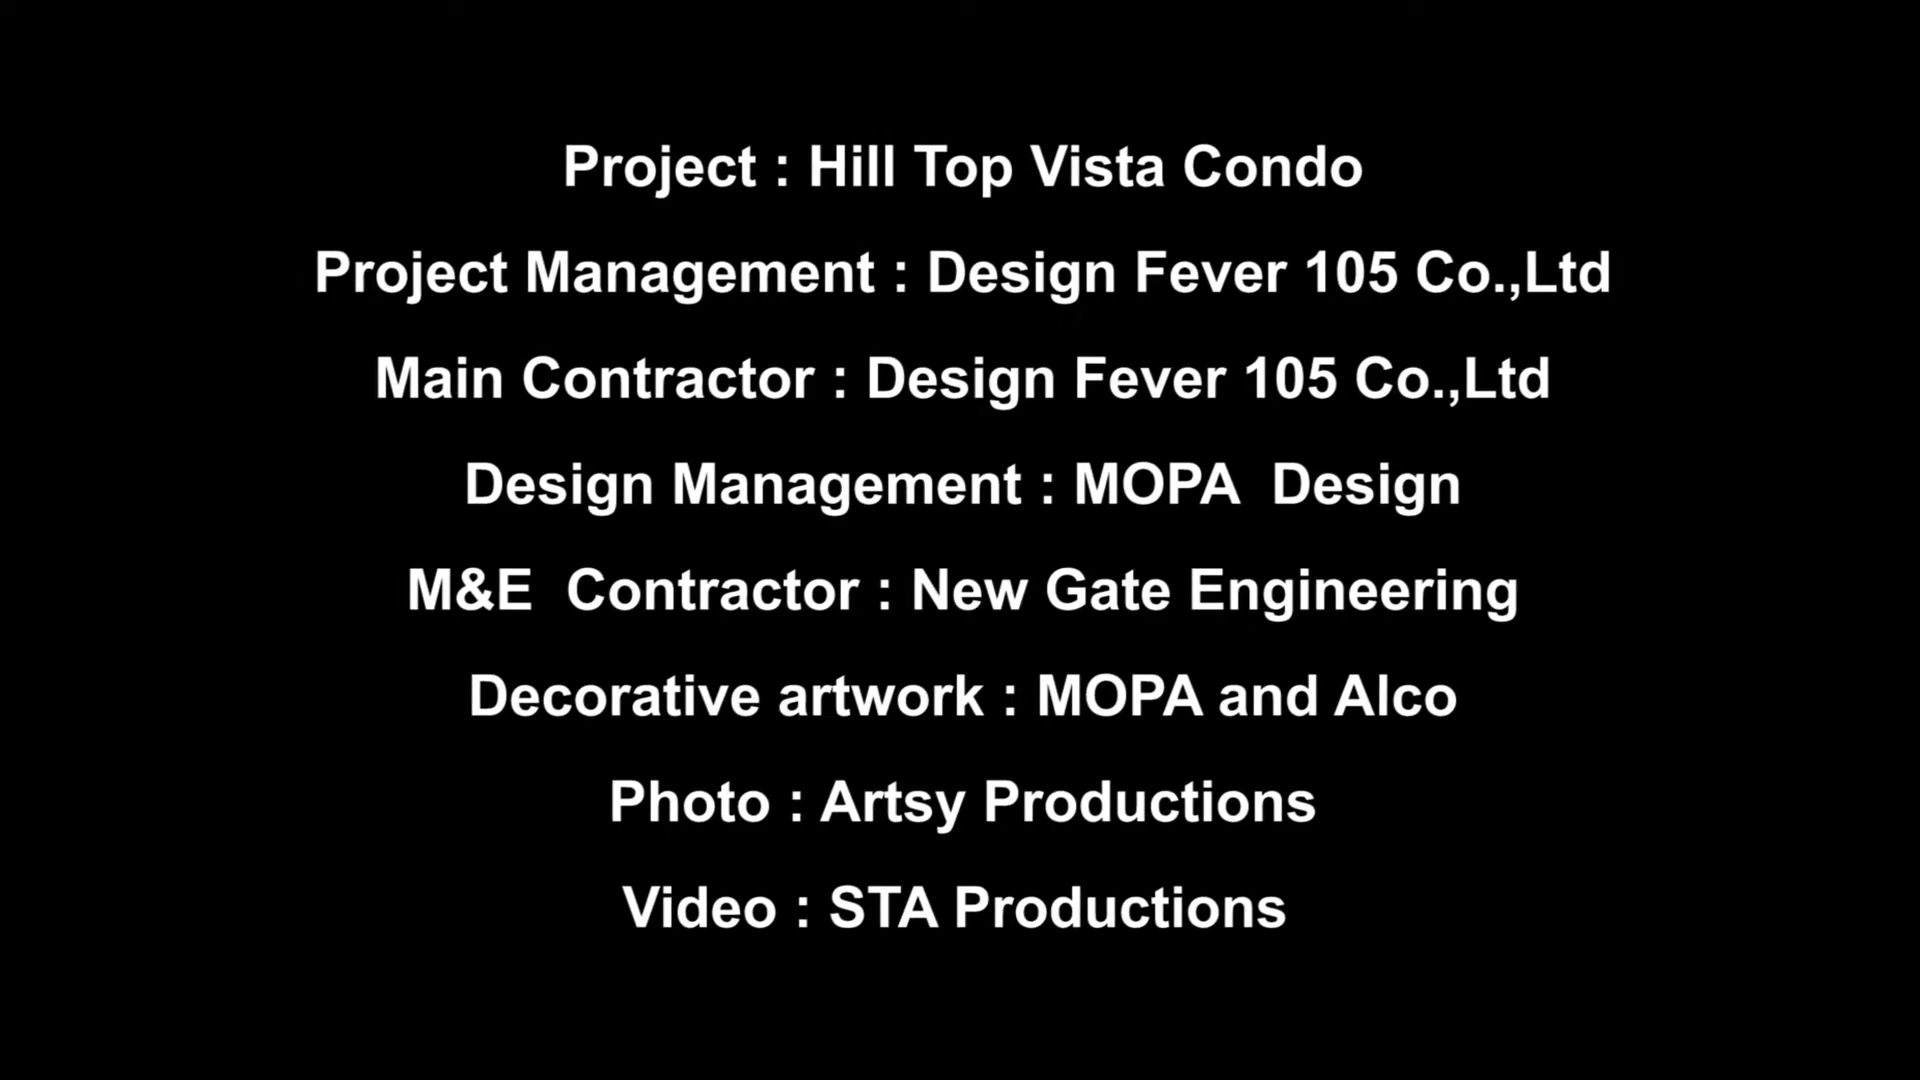 Project : Hill Top Vista Condo
Project Management : Design Fever 105 Co.,Ltd
Main Contractor : Design Fever 105 Co.,Ltd
Design Management : MOPA  Design
M&E  Contractor : New Gate Engineering
Decorative artwork : MOPA and Alco
Photo : Artsy Productions
Video : STA Productions